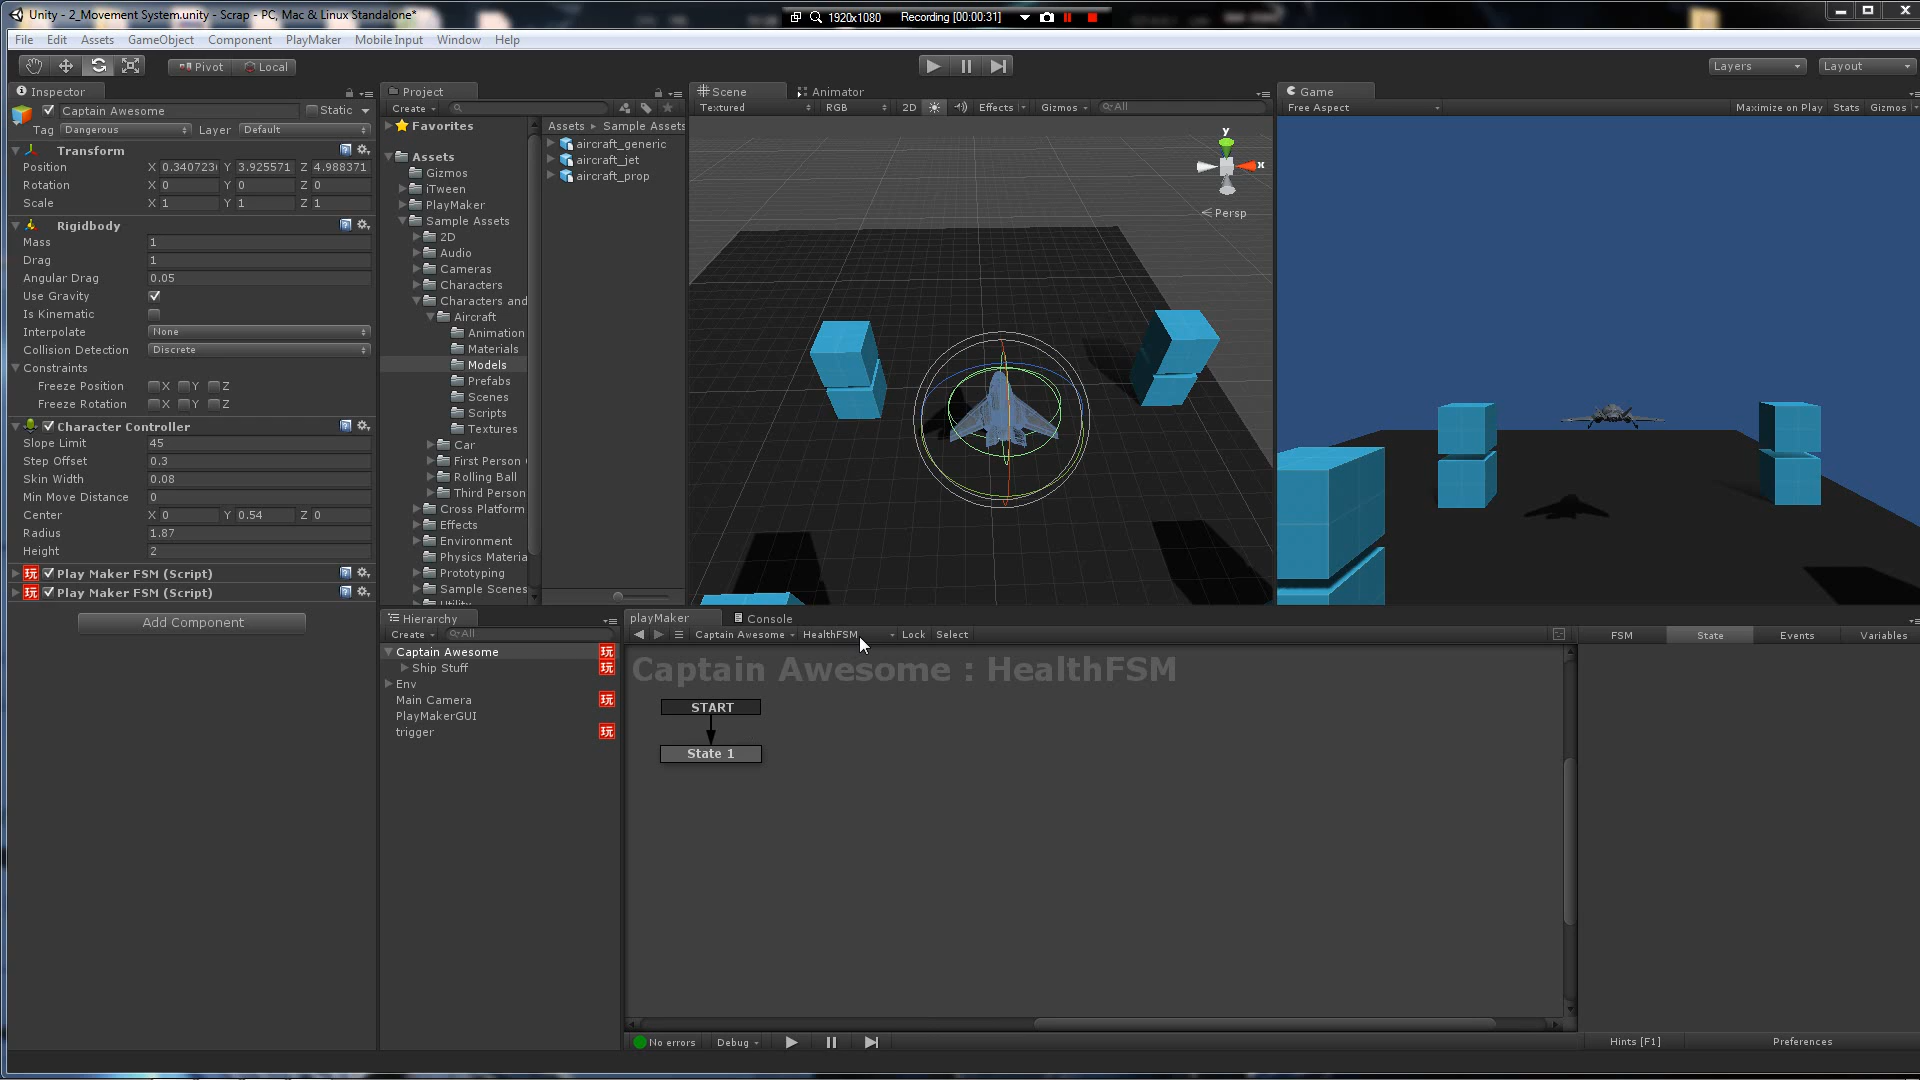 Unity - 2_Movement System.unity - Scrap - PC, Mac & Linux Standalone*
1920x1080 Recording [00:00:31]
File Edit Assets GameObject Component PlayMaker Mobile Input Window Help
Pivot Local
Layers Layout
Inspector
Captain Awesome Static
Tag Dangerous Layer Default
Transform
Position X 0.340723 Y 3.925571 Z 4.988371
Rotation X 0 Y 0 Z 0
Scale X 1 Y 1 Z 1
Rigidbody
Mass 1
Drag 1
Angular Drag 0.05
Use Gravity
Is Kinematic
Interpolate None
Collision Detection Discrete
Constraints
Freeze Position X Y Z
Freeze Rotation X Y Z
Character Controller
Slope Limit 45
Step Offset 0.3
Skin Width 0.08
Min Move Distance 0
Center X 0 Y 0.54 Z 0
Radius 1.87
Height 2
玩 Play Maker FSM (Script)
玩 Play Maker FSM (Script)
Add Component
Project
Create
Favorites
Assets
Gizmos
iTween
PlayMaker
Sample Assets
2D
Audio
Cameras
Characters
Characters and
Aircraft
Animation
Materials
Models
Prefabs
Scenes
Scripts
Textures
Car
First Person
Rolling Ball
Third Person
Cross Platform
Effects
Environment
Physics Materia
Prototyping
Sample Scenes
Assets Sample Assets
aircraft_generic
aircraft_jet
aircraft_prop
Scene Animator
Textured RGB 2D Effects Gizmos All
y
x
Persp
Game
Free Aspect Maximize on Play Stats Gizmos
Hierarchy
Create All
Captain Awesome 玩
Ship Stuff 玩
Env
Main Camera 玩
PlayMakerGUI
trigger 玩
playMaker Console
Captain Awesome HealthFSM Lock Select
Captain Awesome : HealthFSM
START
State 1
FSM State Events Variables
No errors Debug
Hints [F1] Preferences